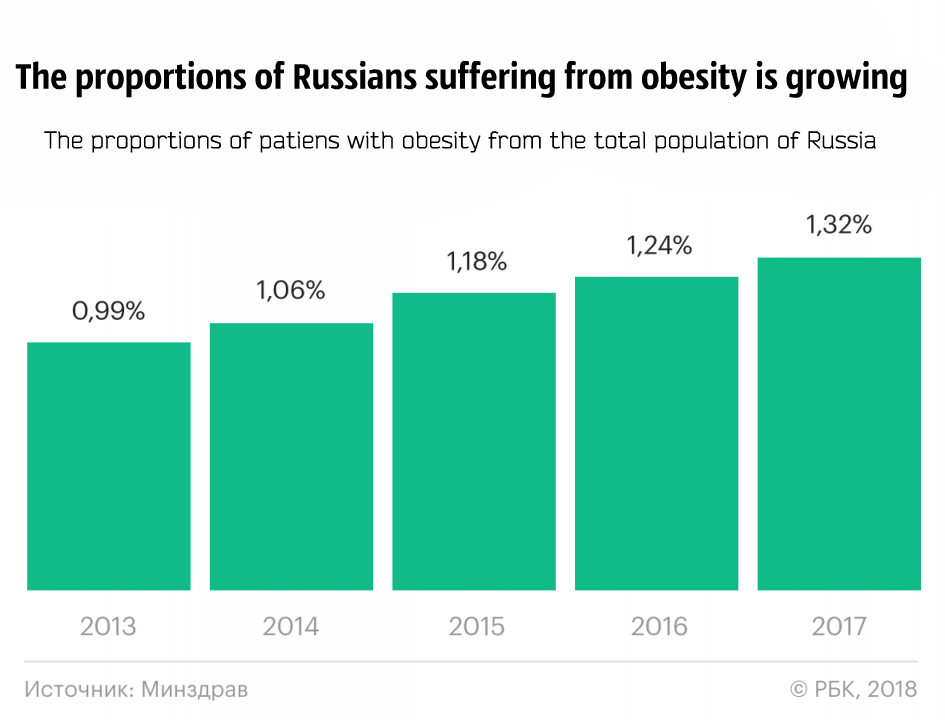 The proportions of Russians suffering from obesity is growing
The proportions of patiens with obesity from the total population of Russia
0,99%
1,06%
1,18%
1,24%
1,32%
2013 2014 2015 2016 2017
Источник: Минздрав
© РБК, 2018